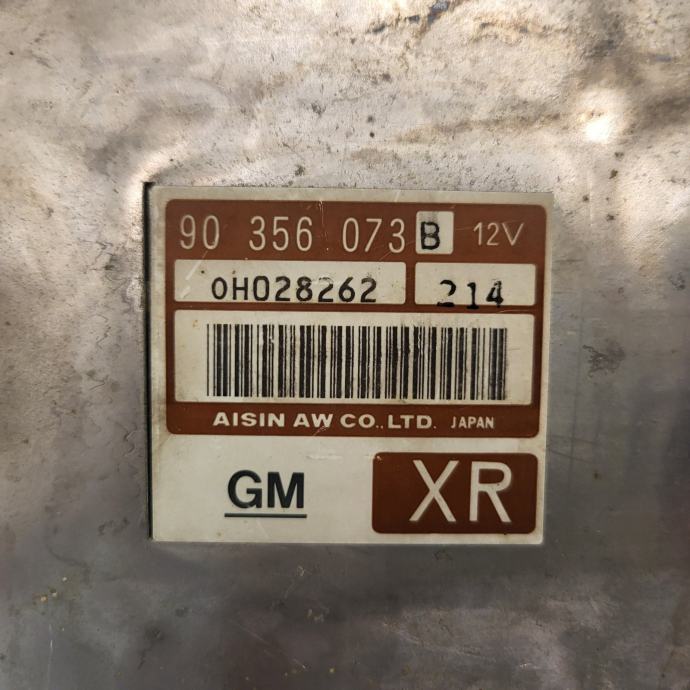 90 356 073 B 12V
0H028262 214
AISIN AW CO.,LTD. JAPAN
GM XR